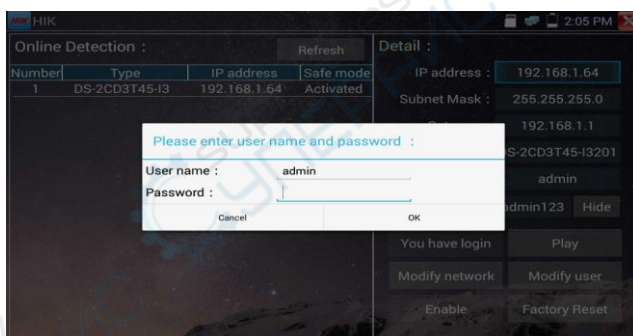 HIK HIK 2:05 PM
Online Detection : Refresh
Number Type IP address Safe mode
1 DS-2CD3T45-I3 192.168.1.64 Activated
Detail :
IP address : 192.168.1.64
Subnet Mask : 255.255.255.0
192.168.1.1
S-2CD3T45-I3201
admin
dmin123 Hide
You have login Play
Modify network Modify user
Enable Factory Reset
Please enter user name and password :
User name : admin
Password :
Cancel OK
СУПЕРАЙС